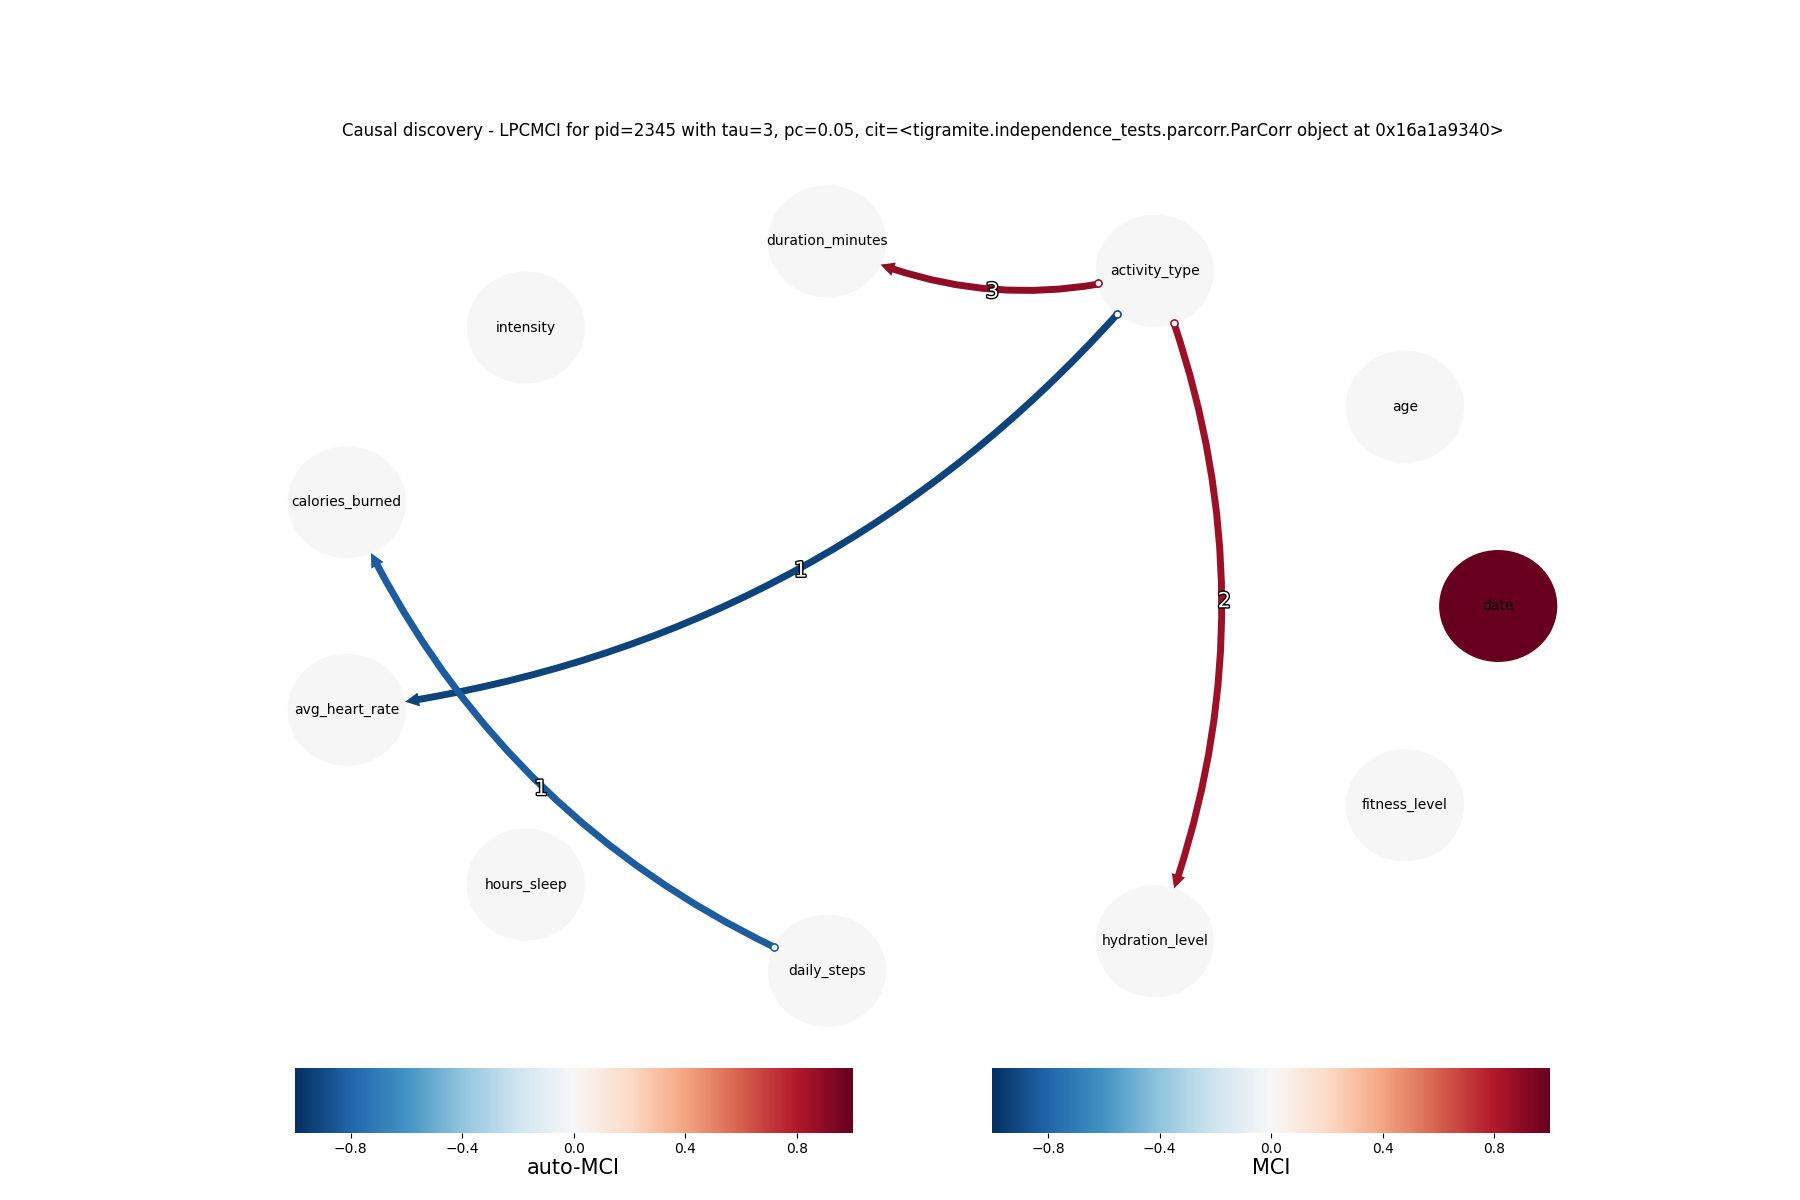 Causal discovery - LPCMCI for pid=2345 with tau=3, pc=0.05, cit=<tigramite.independence_tests.parcorr.ParCorr object at 0x16a1a9340>
duration_minutes
activity_type
3
intensity
age
calories_burned
1
2
date
avg_heart_rate
1
fitness_level
hours_sleep
hydration_level
daily_steps
−0.8 −0.4 0.0 0.4 0.8
auto-MCI
−0.8 −0.4 0.0 0.4 0.8
MCI